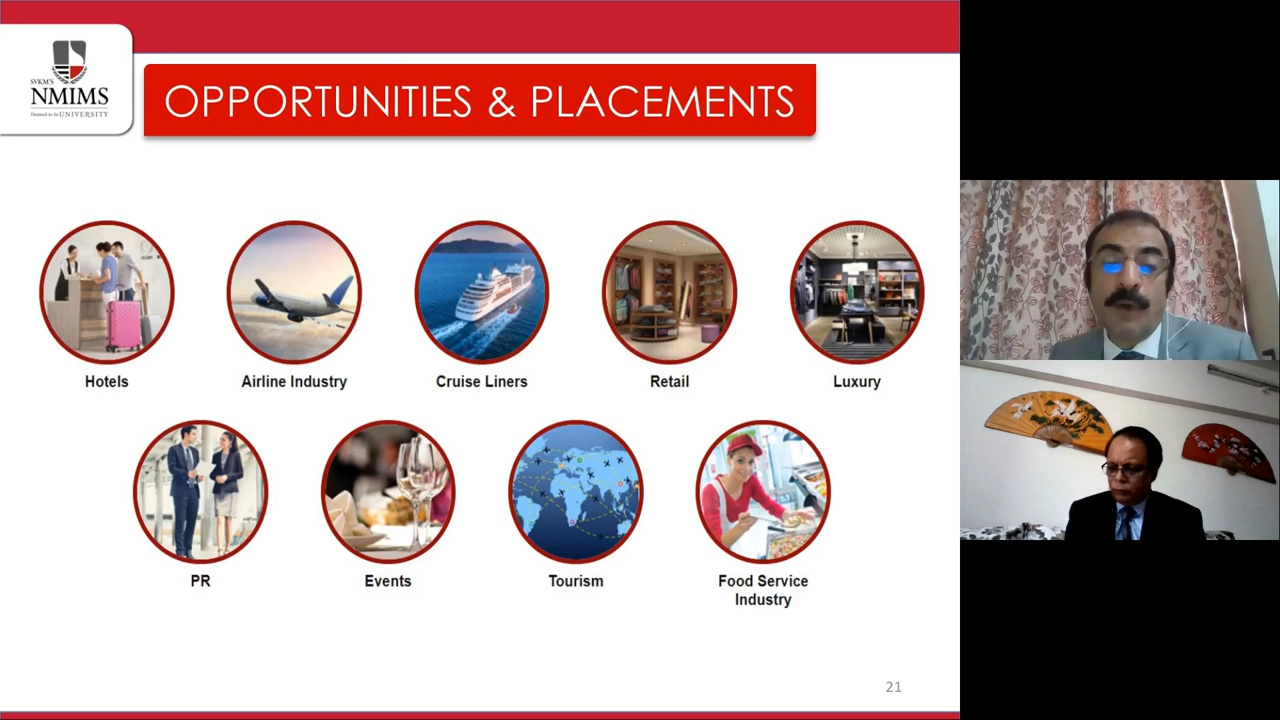 SVKM'S
NMIMS
Deemed to be UNIVERSITY
OPPORTUNITIES & PLACEMENTS
Hotels
Airline Industry
Cruise Liners
Retail
Luxury
PR
Events
Tourism
Food Service
Industry
21